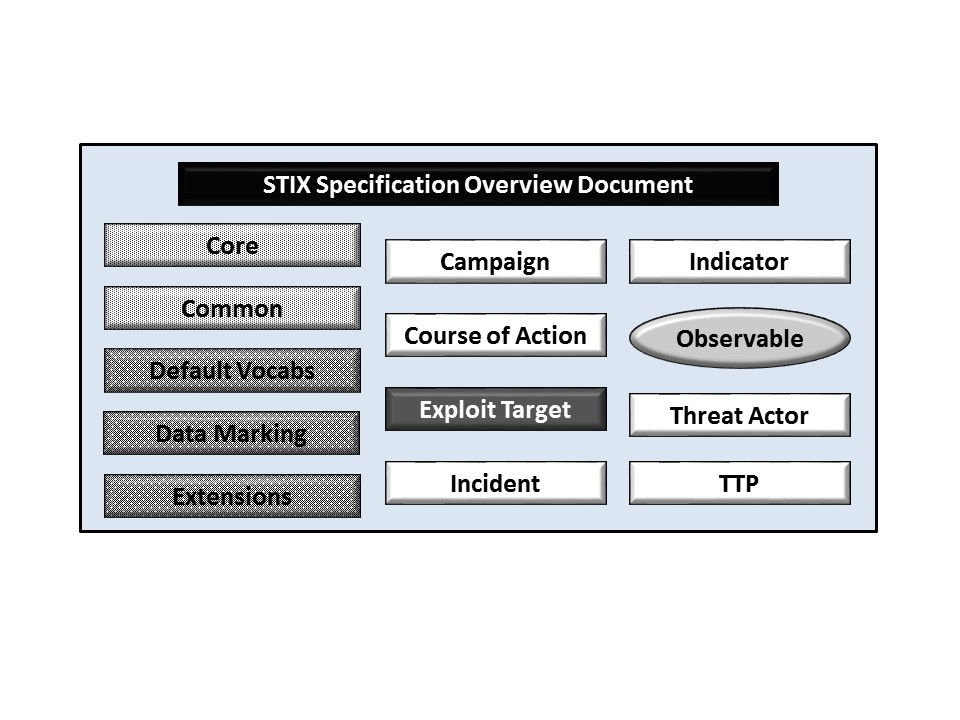 STIX Specification Overview Document
Core
Common
Default Vocabs
Data Marking
Extensions
Campaign
Course of Action
Exploit Target
Incident
Indicator
Observable
Threat Actor
TTP